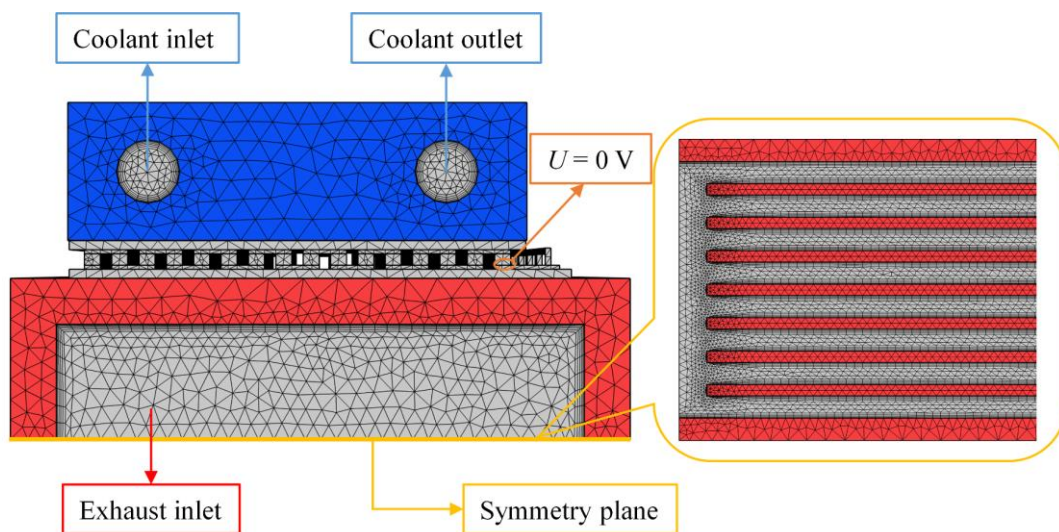 Coolant inlet
Coolant outlet
U = 0 V
Exhaust inlet
Symmetry plane